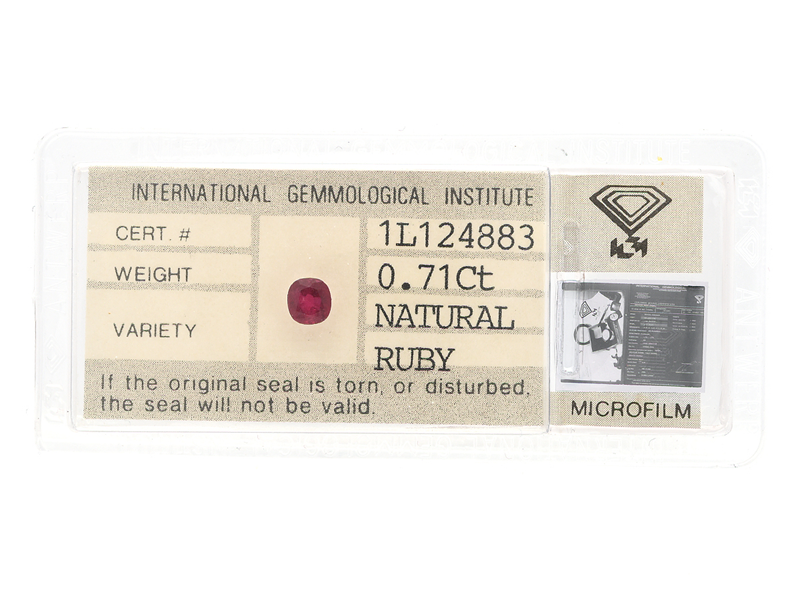 INTERNATIONAL GEMMOLOGICAL INSTITUTE
CERT. # 1L124883
WEIGHT 0.71Ct
VARIETY NATURAL
RUBY
If the original seal is torn, or disturbed,
the seal will not be valid.
MICROFILM